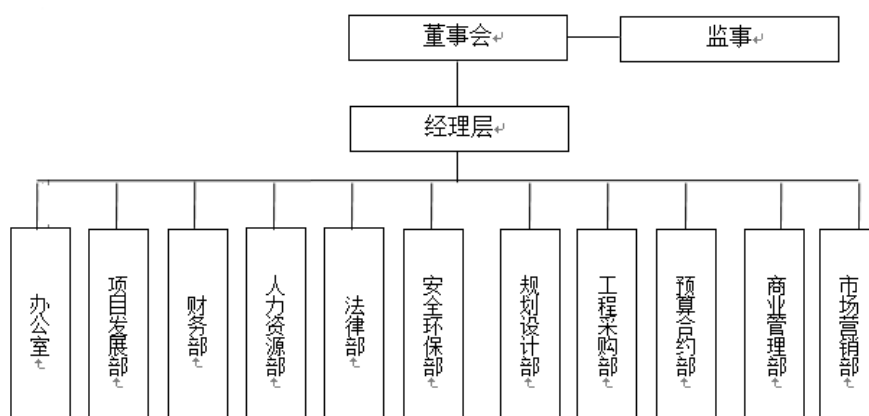 董事会
监事
经理层
办公室
项目发展部
财务部
人力资源部
法律部
安全环保部
规划设计部
工程采购部
预算合约部
商业管理部
市场营销部